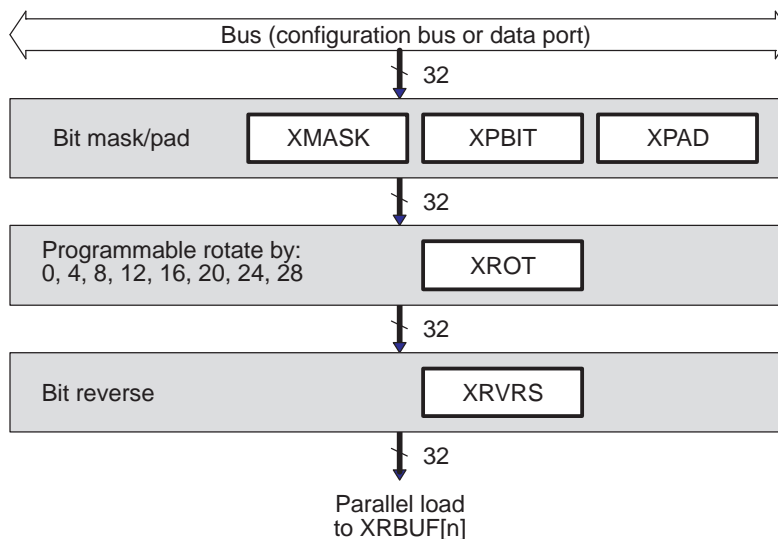 Bus (configuration bus or data port)
32
Bit mask/pad XMASK XPBIT XPAD
32
Programmable rotate by:
0, 4, 8, 12, 16, 20, 24, 28
XROT
32
Bit reverse XRVRS
32
Parallel load
to XRBUF[n]